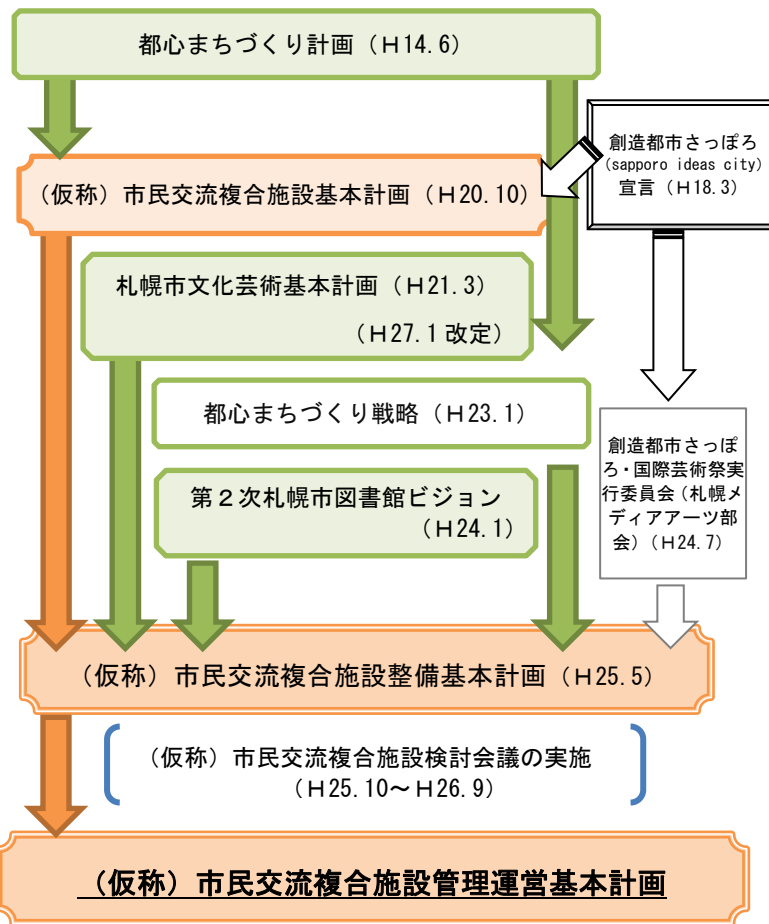 都心まちづくり計画（Ｈ14.6）
創造都市さっぽろ
(sapporo ideas city)
宣言（Ｈ18.3）
（仮称）市民交流複合施設基本計画（Ｈ20.10）
札幌市文化芸術基本計画（Ｈ21.3）
（Ｈ27.1 改定）
都心まちづくり戦略（Ｈ23.1）
創造都市さっぽ
ろ・国際芸術祭実
行委員会（札幌メ
ディアアーツ部
会）（Ｈ24.7）
第２次札幌市図書館ビジョン
（Ｈ24.1）
（仮称）市民交流複合施設整備基本計画（Ｈ25.5）
（仮称）市民交流複合施設検討会議の実施
（Ｈ25.10～Ｈ26.9）
（仮称）市民交流複合施設管理運営基本計画